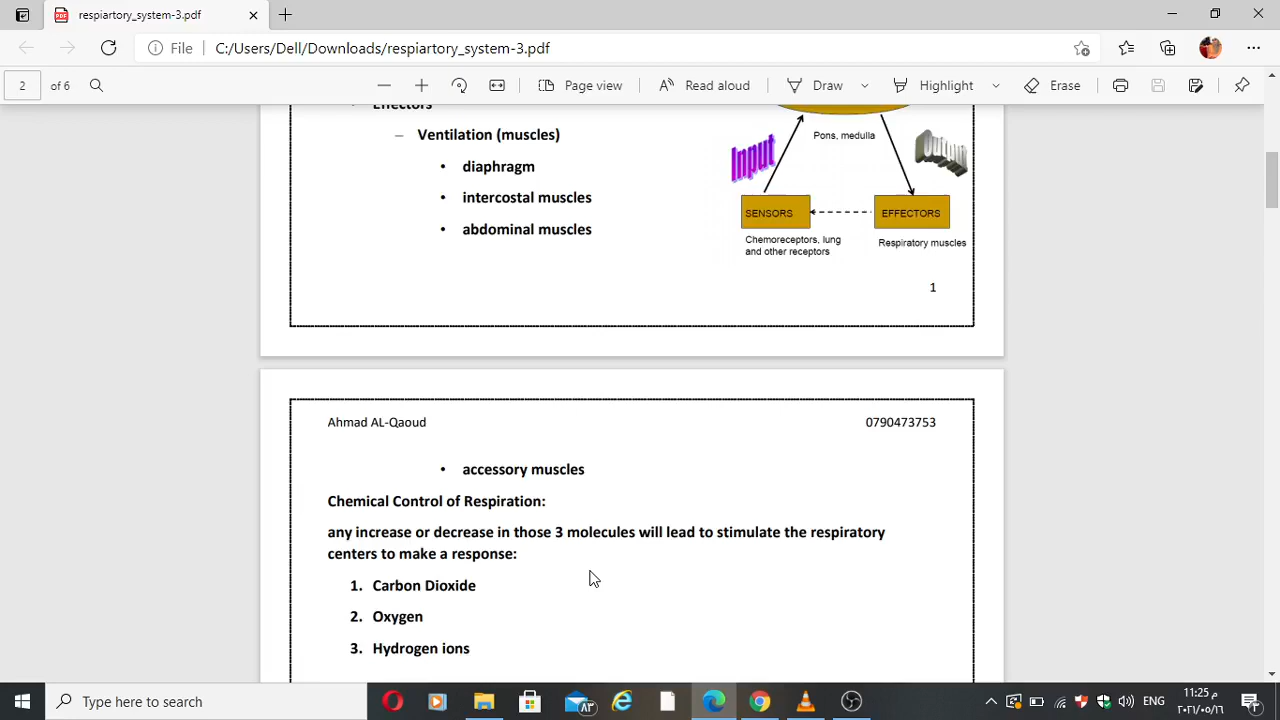 respiartory_system-3.pdf
File C:/Users/Dell/Downloads/respiartory_system-3.pdf
2 of 6 Page view Read aloud Draw Highlight Erase
Effectors
– Ventilation (muscles)
• diaphragm
• intercostal muscles
• abdominal muscles
Pons, medulla
Input
Output
SENSORS
EFFECTORS
Chemoreceptors, lung
and other receptors
Respiratory muscles
1
Ahmad AL-Qaoud 0790473753
• accessory muscles
Chemical Control of Respiration:
any increase or decrease in those 3 molecules will lead to stimulate the respiratory
centers to make a response:
1. Carbon Dioxide
2. Oxygen
3. Hydrogen ions
Type here to search
ENG
11:25 م
٢٠٢١/٠٥/١٦